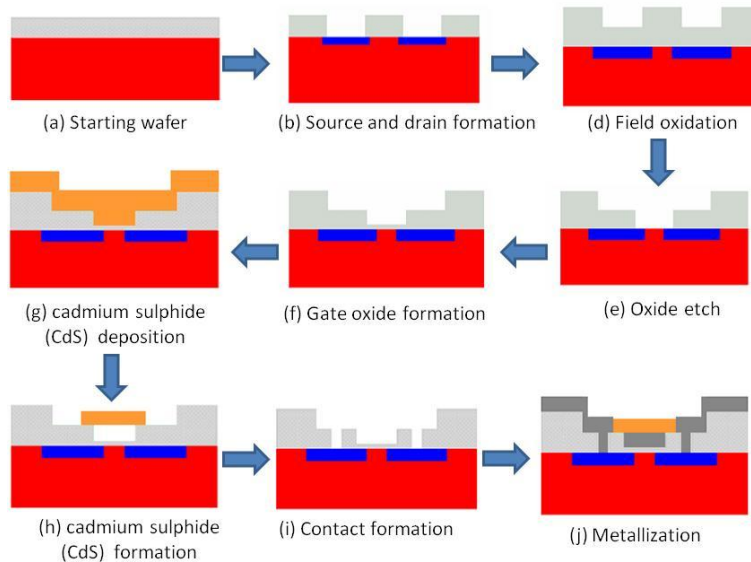 (a) Starting wafer
(b) Source and drain formation
(d) Field oxidation
(g) cadmium sulphide
(CdS) deposition
(f) Gate oxide formation
(e) Oxide etch
(h) cadmium sulphide
(CdS) formation
(i) Contact formation
(j) Metallization